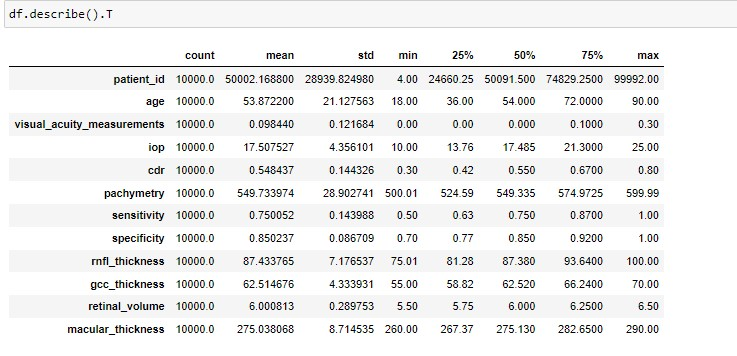 df.describe().T
count mean std min 25% 50% 75% max
patient_id 10000.0 50002.168800 28939.824980 4.00 24660.25 50091.500 74829.2500 99992.00
age 10000.0 53.872200 21.127563 18.00 36.00 54.000 72.0000 90.00
visual_acuity_measurements 10000.0 0.098440 0.121684 0.00 0.00 0.000 0.1000 0.30
iop 10000.0 17.507527 4.356101 10.00 13.76 17.485 21.3000 25.00
cdr 10000.0 0.548437 0.144326 0.30 0.42 0.550 0.6700 0.80
pachymetry 10000.0 549.733974 28.902741 500.01 524.59 549.335 574.9725 599.99
sensitivity 10000.0 0.750052 0.143988 0.50 0.63 0.750 0.8700 1.00
specificity 10000.0 0.850237 0.086709 0.70 0.77 0.850 0.9200 1.00
rnfl_thickness 10000.0 87.433765 7.176537 75.01 81.28 87.380 93.6400 100.00
gcc_thickness 10000.0 62.514676 4.333931 55.00 58.82 62.520 66.2400 70.00
retinal_volume 10000.0 6.000813 0.289753 5.50 5.75 6.000 6.2500 6.50
macular_thickness 10000.0 275.038068 8.714535 260.00 267.37 275.130 282.6500 290.00